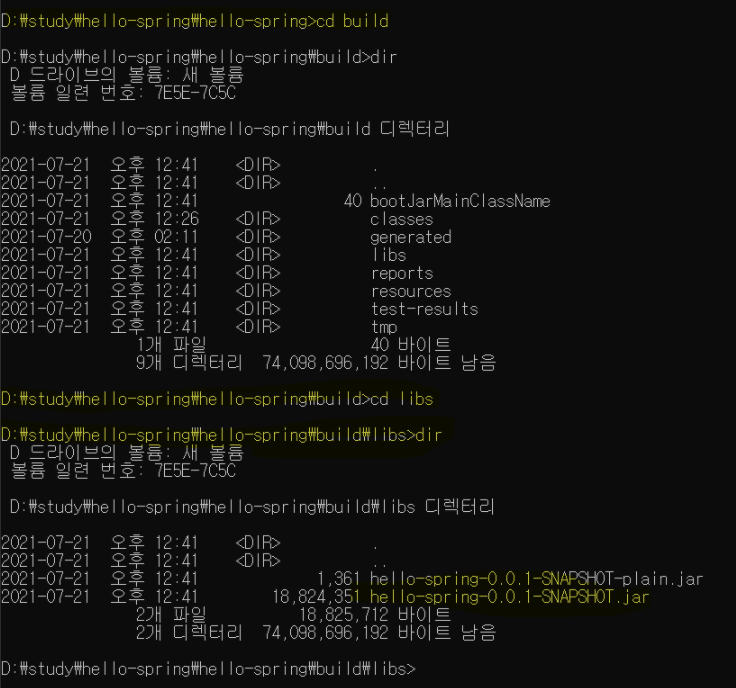 D:₩study₩hello-spring₩hello-spring>cd build
D:₩study₩hello-spring₩hello-spring₩build>dir
D 드라이브의 볼륨: 새 볼륨
볼륨 일련 번호: 7E5E-7C5C
D:₩study₩hello-spring₩hello-spring₩build 디렉터리
2021-07-21 오후 12:41 <DIR> .
2021-07-21 오후 12:41 <DIR> ..
2021-07-21 오후 12:41 40 bootJarMainClassName
2021-07-21 오후 12:26 <DIR> classes
2021-07-20 오후 02:11 <DIR> generated
2021-07-21 오후 12:41 <DIR> libs
2021-07-21 오후 12:41 <DIR> reports
2021-07-21 오후 12:41 <DIR> resources
2021-07-21 오후 12:41 <DIR> test-results
2021-07-21 오후 12:41 <DIR> tmp
1개 파일 40 바이트
9개 디렉터리 74,098,696,192 바이트 남음
D:₩study₩hello-spring₩hello-spring₩build>cd libs
D:₩study₩hello-spring₩hello-spring₩build₩libs>dir
D 드라이브의 볼륨: 새 볼륨
볼륨 일련 번호: 7E5E-7C5C
D:₩study₩hello-spring₩hello-spring₩build₩libs 디렉터리
2021-07-21 오후 12:41 <DIR> .
2021-07-21 오후 12:41 <DIR> ..
2021-07-21 오후 12:41 1,361 hello-spring-0.0.1-SNAPSHOT-plain.jar
2021-07-21 오후 12:41 18,824,351 hello-spring-0.0.1-SNAPSHOT.jar
2개 파일 18,825,712 바이트
2개 디렉터리 74,098,696,192 바이트 남음
D:₩study₩hello-spring₩hello-spring₩build₩libs>